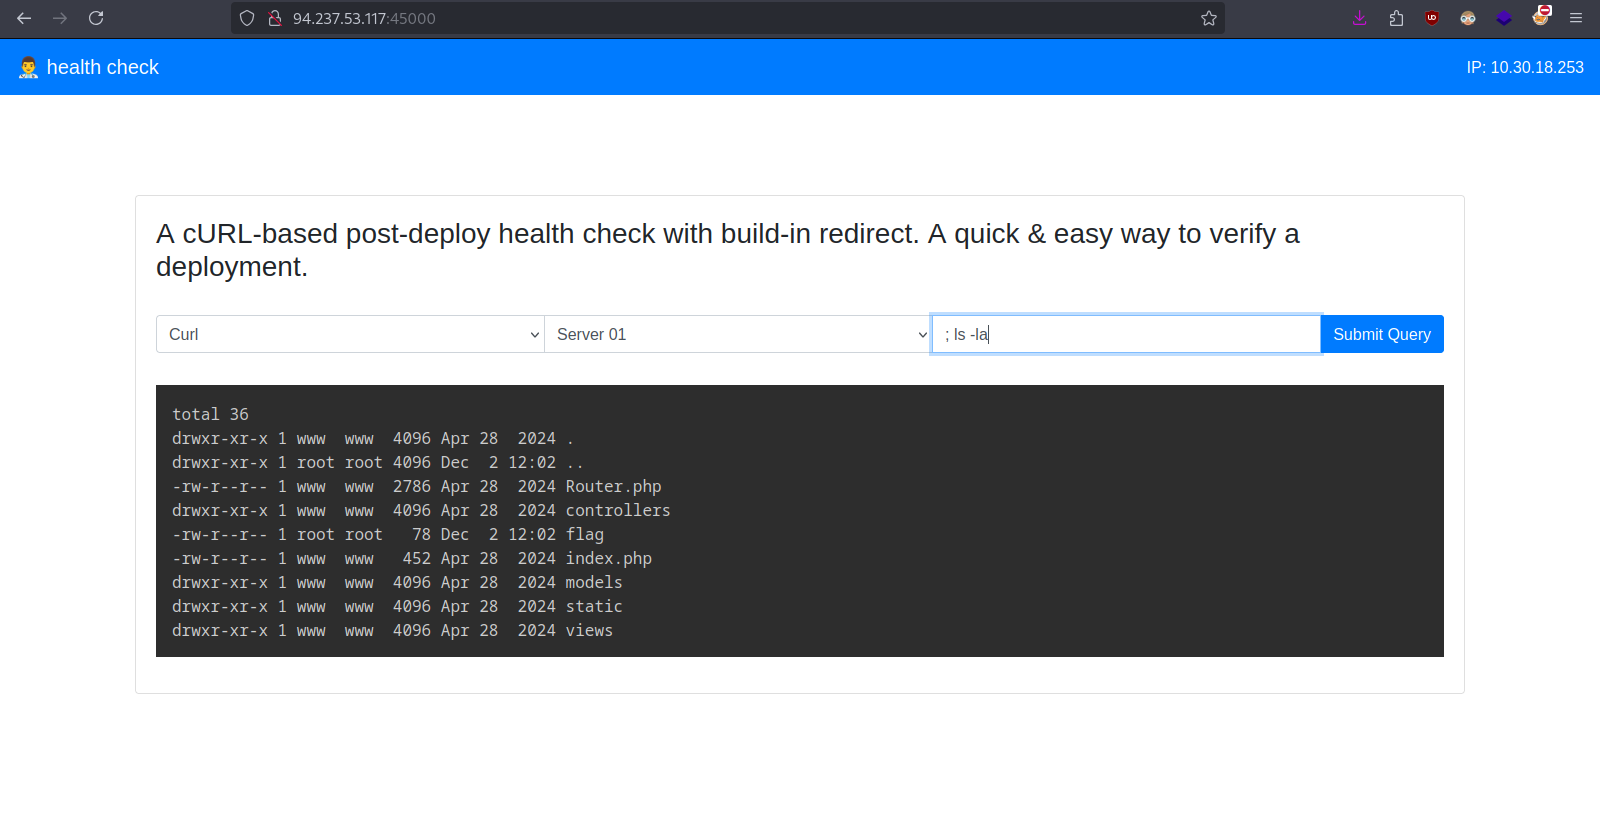 94.237.53.117:45000
health check
IP: 10.30.18.253
A cURL-based post-deploy health check with build-in redirect. A quick & easy way to verify a
deployment.
Curl
Server 01
; ls -la
Submit Query
total 36
drwxr-xr-x 1 www  www  4096 Apr 28  2024 .
drwxr-xr-x 1 root root 4096 Dec  2 12:02 ..
-rw-r--r-- 1 www  www  2786 Apr 28  2024 Router.php
drwxr-xr-x 1 www  www  4096 Apr 28  2024 controllers
-rw-r--r-- 1 root root   78 Dec  2 12:02 flag
-rw-r--r-- 1 www  www   452 Apr 28  2024 index.php
drwxr-xr-x 1 www  www  4096 Apr 28  2024 models
drwxr-xr-x 1 www  www  4096 Apr 28  2024 static
drwxr-xr-x 1 www  www  4096 Apr 28  2024 views